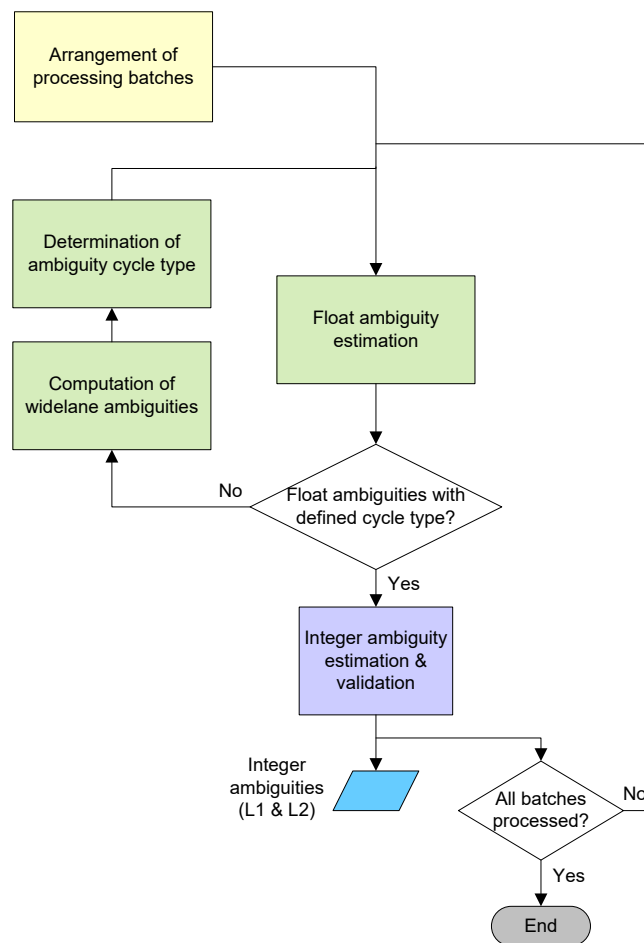 Arrangement of
processing batches
Determination of
ambiguity cycle type
Float ambiguity
estimation
Computation of
widelane ambiguities
No
Float ambiguities with
defined cycle type?
Yes
Integer ambiguity
estimation &
validation
Integer
ambiguities
(L1 & L2)
All batches
processed?
No
Yes
End